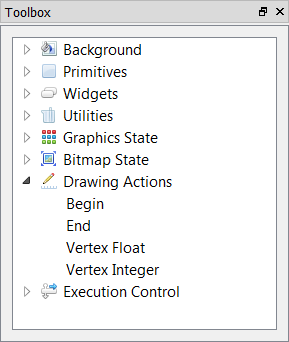 Toolbox
Background
Primitives
Widgets
Utilities
Graphics State
Bitmap State
Drawing Actions
Begin
End
Vertex Float
Vertex Integer
Execution Control